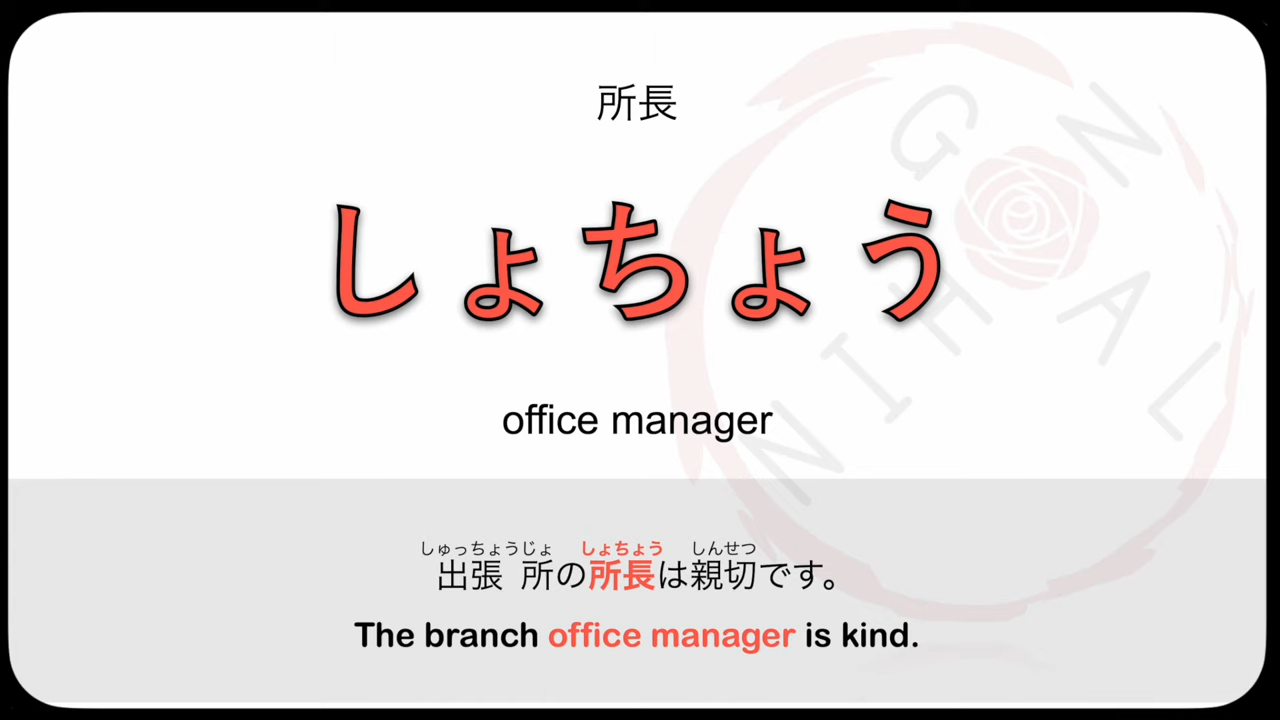 所長
しょちょう
office manager
しゅっちょうじょ しょちょう しんせつ
出張 所の所長は親切です。
The branch office manager is kind.
NIHONGOAL